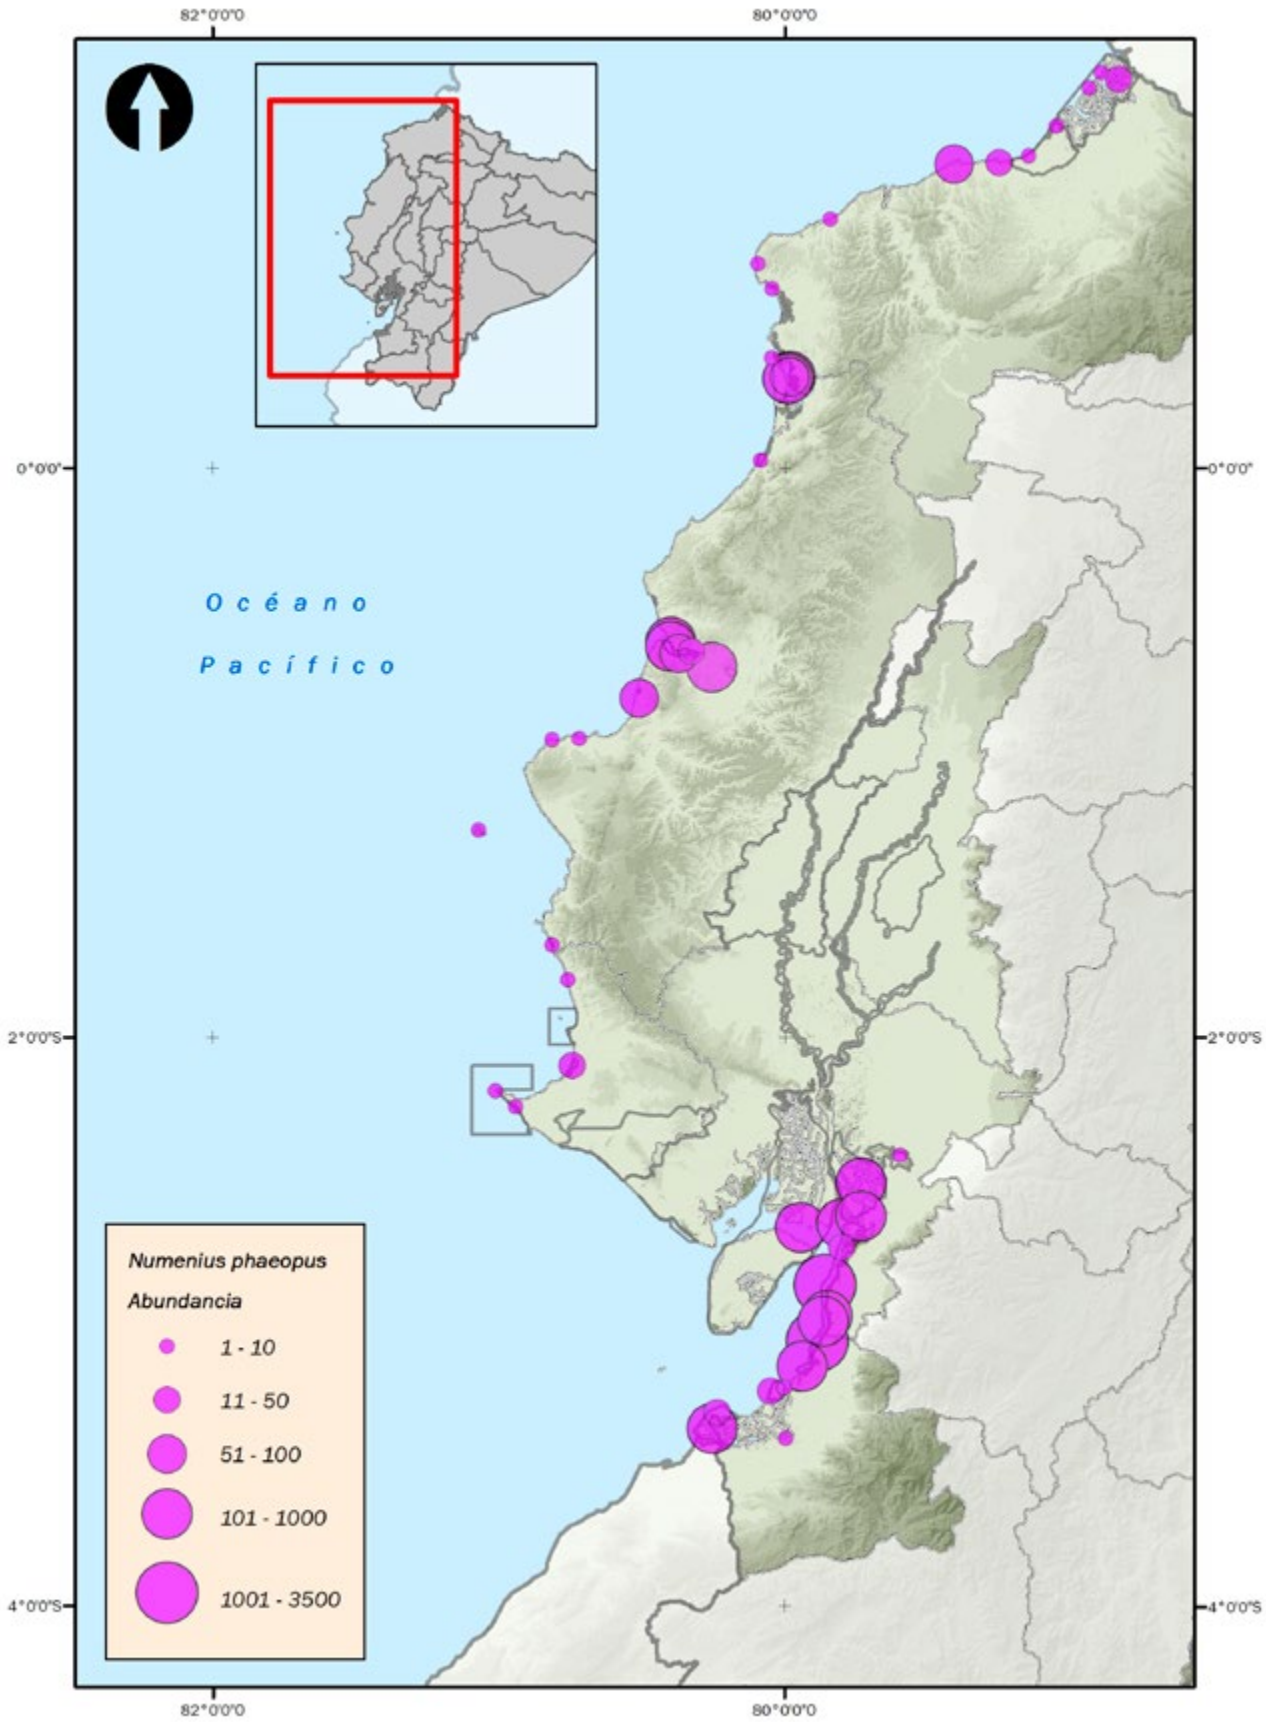 82°0'0"O
80°0'0"O
0°0'0"
0°0'0"
Océano
Pacífico
2°0'0"S
2°0'0"S
Numenius phaeopus
Abundancia
1 - 10
11 - 50
51 - 100
101 - 1000
1001 - 3500
4°0'0"S
4°0'0"S
82°0'0"O
80°0'0"O